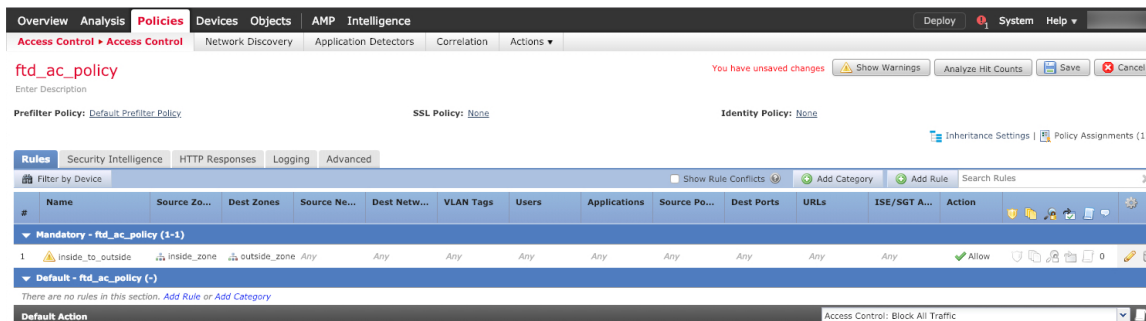 Overview Analysis Policies Devices Objects AMP Intelligence Deploy 1 System Help ▾
Access Control ▸ Access Control Network Discovery Application Detectors Correlation Actions ▾
ftd_ac_policy You have unsaved changes Show Warnings Analyze Hit Counts Save Cancel
Enter Description
Prefilter Policy: Default Prefilter Policy SSL Policy: None Identity Policy: None
Inheritance Settings | Policy Assignments (1
Rules Security Intelligence HTTP Responses Logging Advanced
Filter by Device Show Rule Conflicts Add Category Add Rule Search Rules
# Name Source Zo... Dest Zones Source Ne... Dest Netw... VLAN Tags Users Applications Source Po... Dest Ports URLs ISE/SGT A... Action
Mandatory - ftd_ac_policy (1-1)
1 inside_to_outside inside_zone outside_zone Any Any Any Any Any Any Any Any Any Allow 0
Default - ftd_ac_policy (-)
There are no rules in this section. Add Rule or Add Category
Default Action Access Control: Block All Traffic